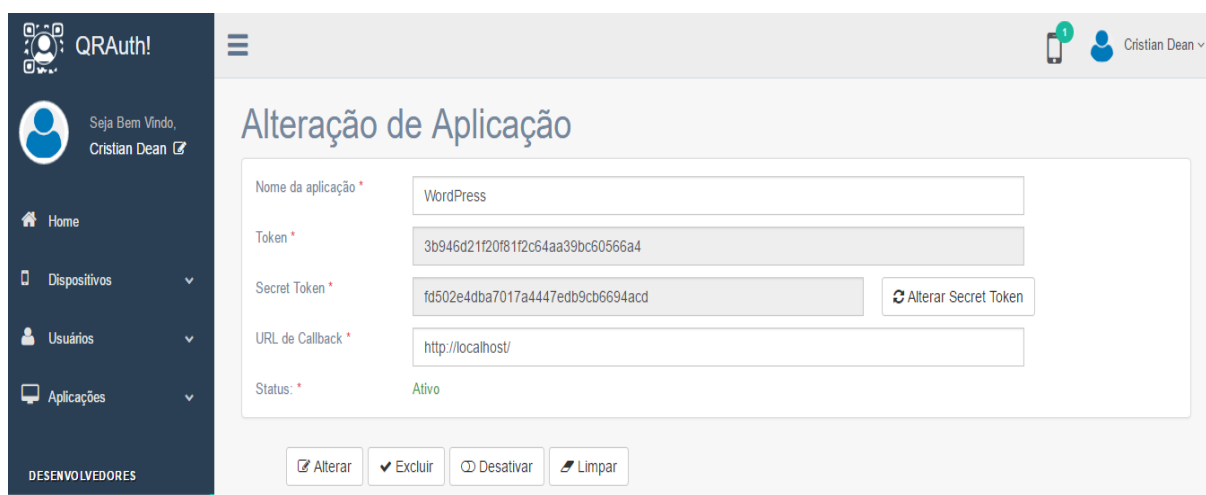 QRAuth!
1
Cristian Dean
Seja Bem Vindo,
Cristian Dean
Home
Dispositivos
Usuários
Aplicações
DESENVOLVEDORES
Alteração de Aplicação
Nome da aplicação *
WordPress
Token *
3b946d21f20f81f2c64aa39bc60566a4
Secret Token *
fd502e4dba7017a4447edb9cb6694acd
Alterar Secret Token
URL de Callback *
http://localhost/
Status: *
Ativo
Alterar
Excluir
Desativar
Limpar